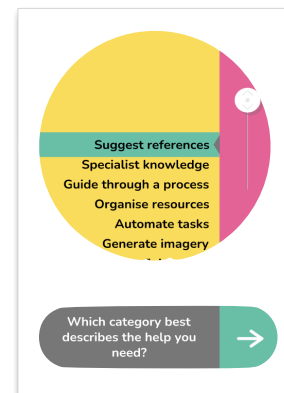 Suggest references
Specialist knowledge
Guide through a process
Organise resources
Automate tasks
Generate imagery
Which category best
describes the help you
need?